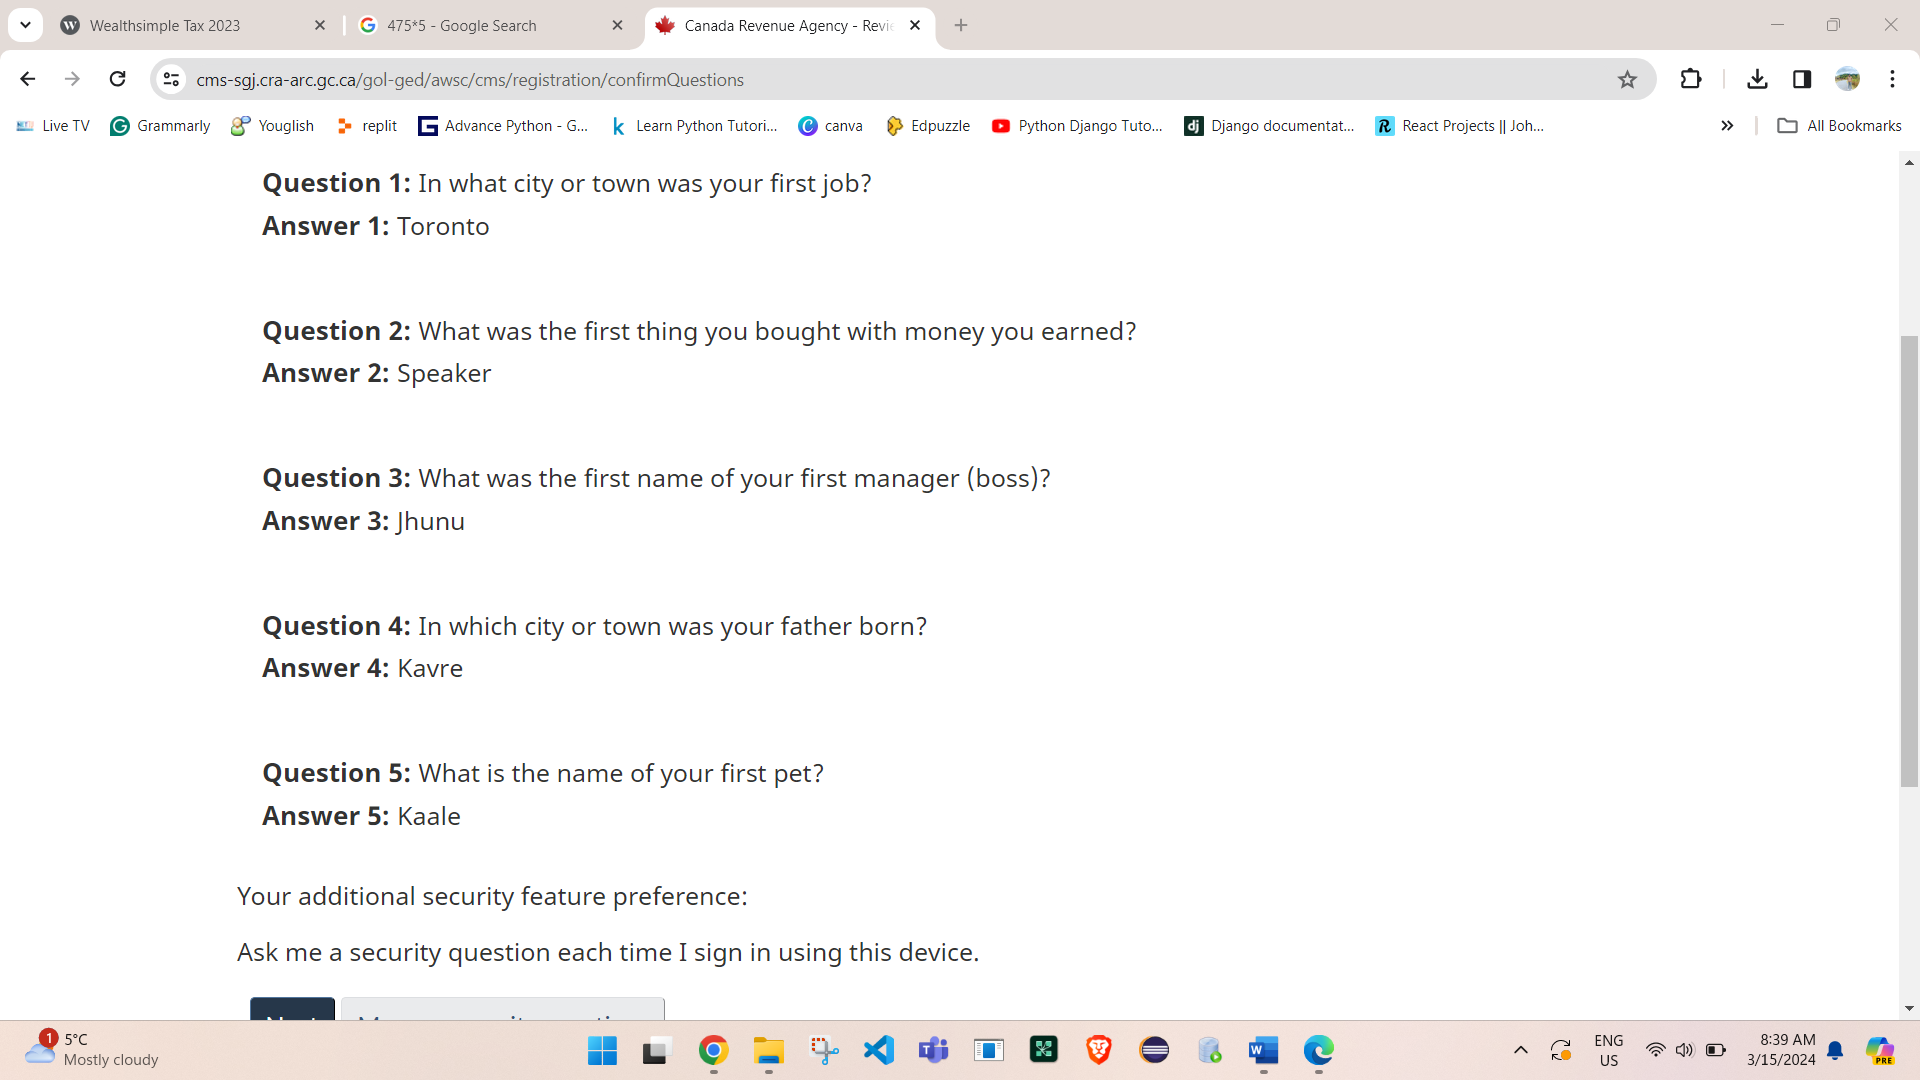 Wealthsimple Tax 2023
475*5 - Google Search
Canada Revenue Agency - Revie
cms-sgj.cra-arc.gc.ca/gol-ged/awsc/cms/registration/confirmQuestions
Live TV
Grammarly
Youglish
replit
Advance Python - G...
Learn Python Tutori...
canva
Edpuzzle
Python Django Tuto...
Django documentat...
React Projects || Joh...
All Bookmarks
Question 1: In what city or town was your first job?
Answer 1: Toronto
Question 2: What was the first thing you bought with money you earned?
Answer 2: Speaker
Question 3: What was the first name of your first manager (boss)?
Answer 3: Jhunu
Question 4: In which city or town was your father born?
Answer 4: Kavre
Question 5: What is the name of your first pet?
Answer 5: Kaale
Your additional security feature preference:
Ask me a security question each time I sign in using this device.
1
5°C
Mostly cloudy
ENG
US
8:39 AM
3/15/2024
PRE